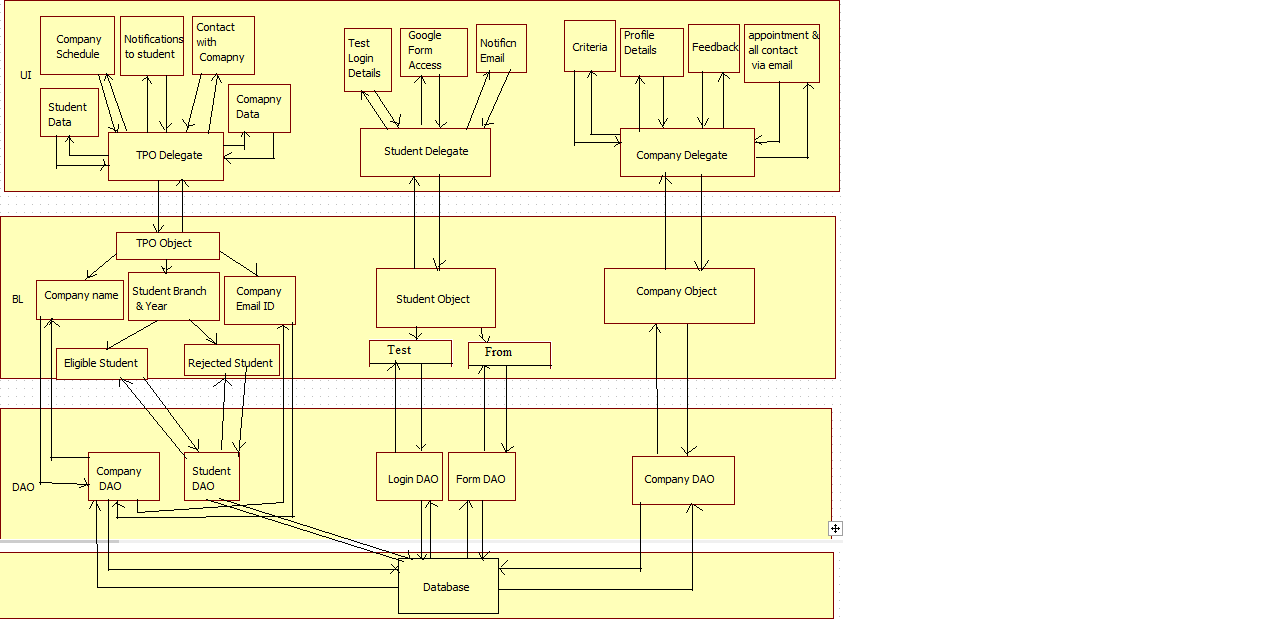 Company
Schedule
Notifications
to student
Contact
with
Comapny
Test
Login
Details
Google
Form
Access
Notificn
Email
Criteria
Profile
Details
Feedback
appointment &
all contact
via email
UI
Student
Data
Comapny
Data
TPO Delegate
Student Delegate
Company Delegate
TPO Object
BL
Company name
Student Branch
& Year
Company
Email ID
Student Object
Company Object
Eligible Student
Rejected Student
Test
From
DAO
Company
DAO
Student
DAO
Login DAO
Form DAO
Company DAO
Database